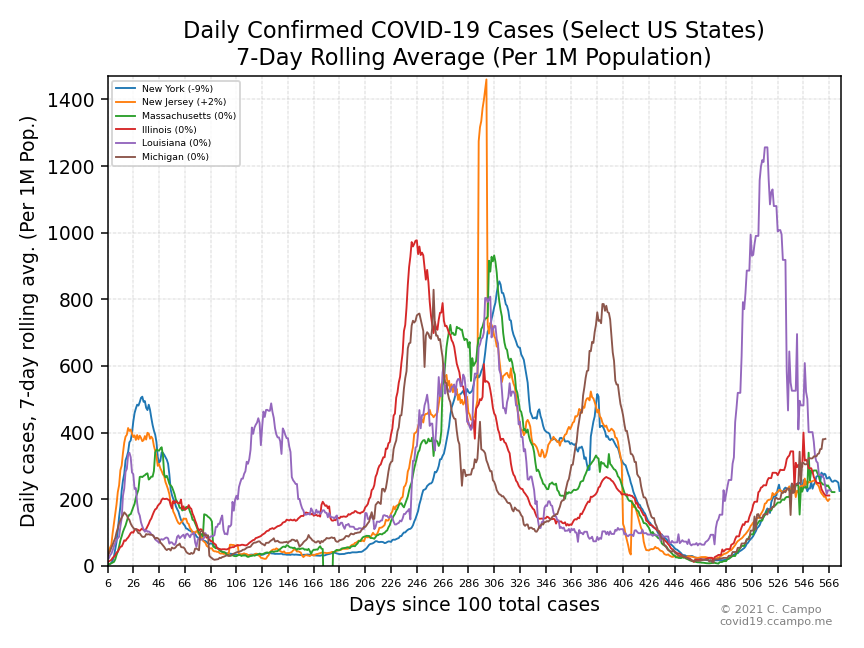 Daily Confirmed COVID-19 Cases (Select US States)
7-Day Rolling Average (Per 1M Population)
Daily cases, 7-day rolling avg. (Per 1M Pop.)
1400
1200
1000
800
600
400
200
0
New York (-9%)
New Jersey (+2%)
Massachusetts (0%)
Illinois (0%)
Louisiana (0%)
Michigan (0%)
6 26 46 66 86 106 126 146 166 186 206 226 246 266 286 306 326 346 366 386 406 426 446 466 486 506 526 546 566
Days since 100 total cases
© 2021 C. Campo
covid19.ccampo.me